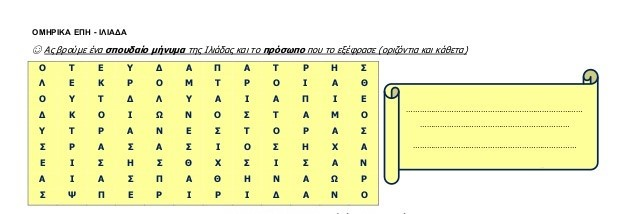 ΟΜΗΡΙΚΑ ΕΠΗ - ΙΛΙΑΔΑ
☺ Ας βρούμε ένα σπουδαίο μήνυμα της Ιλιάδας και το πρόσωπο που το εξέφρασε (οριζόντια και κάθετα)
Ο Τ Ε Υ Δ Α Π Α Τ Ρ Η Σ
Λ Ε Κ Ρ Ο Μ Τ Ρ Ο Ι Α Θ
Ο Υ Τ Δ Λ Υ Α Ι Α Π Ι Ε
Δ Κ Ο Ι Ω Ν Ο Σ Τ Α Μ Ο
Υ Τ Ρ Α Ν Ε Σ Τ Ο Ρ Α Σ
Σ Ρ Α Σ Α Σ Ι Ο Σ Η Χ Α
Ε Ι Σ Η Σ Θ Χ Σ Ι Σ Α Ν
Α Ι Α Σ Π Α Θ Η Ν Α Ω Ρ
Σ Ψ Π Ε Ρ Ι Ρ Ι Δ Α Ν Ο